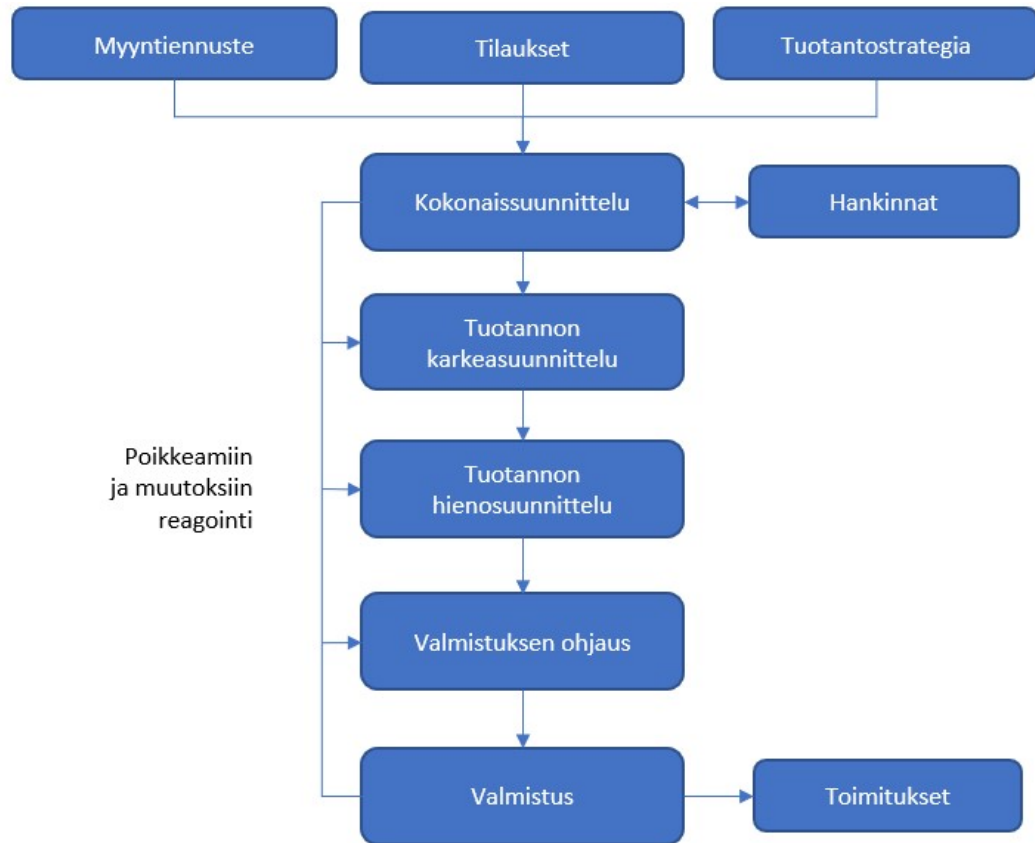 Myyntiennuste
Tilaukset
Tuotantostrategia
Kokonaissuunnittelu
Hankinnat
Tuotannon
karkeasuunnittelu
Poikkeamiin
ja muutoksiin
reagointi
Tuotannon
hienosuunnittelu
Valmistuksen ohjaus
Valmistus
Toimitukset